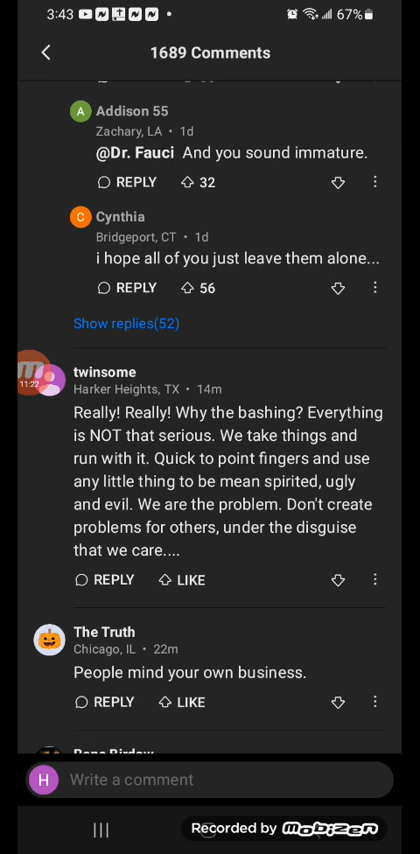 3:43
67%
1689 Comments
A Addison 55
Zachary, LA • 1d
@Dr. Fauci And you sound immature.
REPLY 32
C Cynthia
Bridgeport, CT • 1d
i hope all of you just leave them alone...
REPLY 56
Show replies(52)
11:22
twinsome
Harker Heights, TX • 14m
Really! Really! Why the bashing? Everything
is NOT that serious. We take things and
run with it. Quick to point fingers and use
any little thing to be mean spirited, ugly
and evil. We are the problem. Don't create
problems for others, under the disguise
that we care....
REPLY LIKE
The Truth
Chicago, IL • 22m
People mind your own business.
REPLY LIKE
H Write a comment
Recorded by mobizen